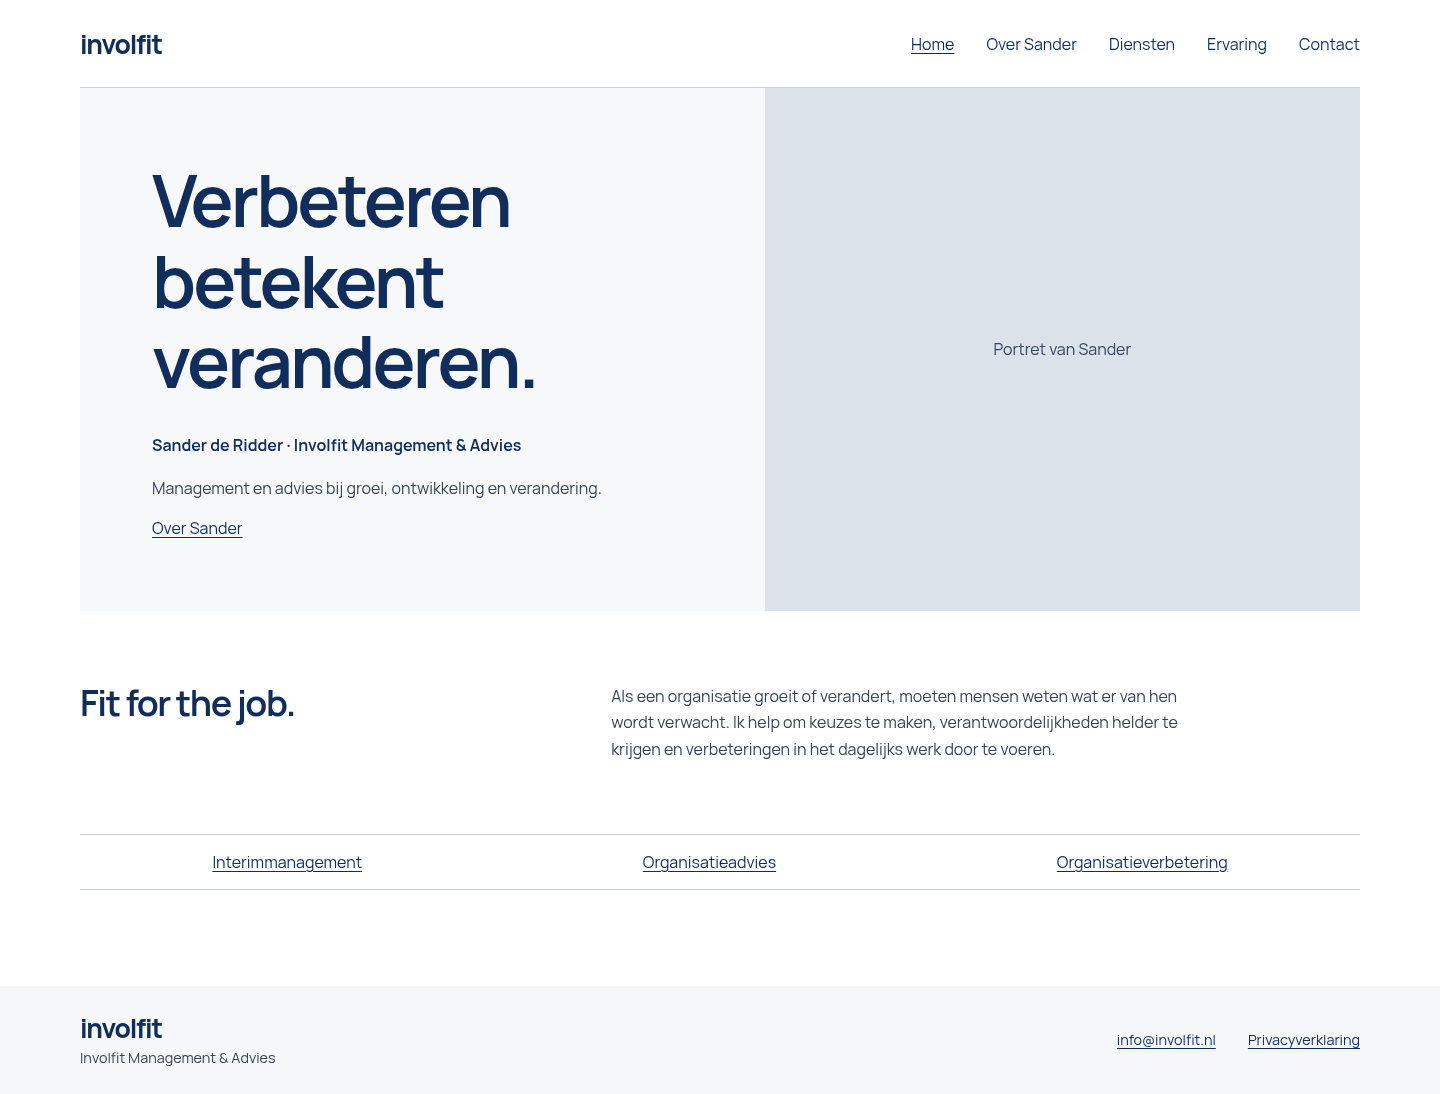 involfit
Home
Over Sander
Diensten
Ervaring
Contact
Verbeteren
betekent
veranderen.
Sander de Ridder · Involfit Management & Advies
Management en advies bij groei, ontwikkeling en verandering.
Over Sander
Portret van Sander
Fit for the job.
Als een organisatie groeit of verandert, moeten mensen weten wat er van hen
wordt verwacht. Ik help om keuzes te maken, verantwoordelijkheden helder te
krijgen en verbeteringen in het dagelijks werk door te voeren.
Interimmanagement
Organisatieadvies
Organisatieverbetering
involfit
Involfit Management & Advies
info@involfit.nl
Privacyverklaring